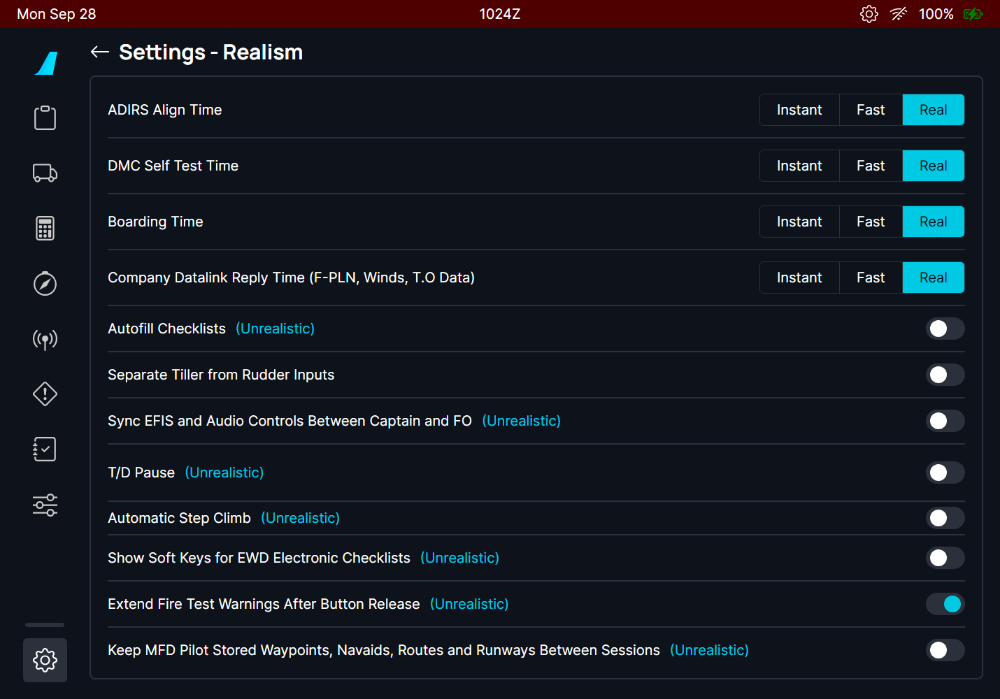 Mon Sep 28
1024Z
100%
Settings - Realism
ADIRS Align Time
Instant Fast Real
DMC Self Test Time
Instant Fast Real
Boarding Time
Instant Fast Real
Company Datalink Reply Time (F-PLN, Winds, T.O Data)
Instant Fast Real
Autofill Checklists (Unrealistic)
Separate Tiller from Rudder Inputs
Sync EFIS and Audio Controls Between Captain and FO (Unrealistic)
T/D Pause (Unrealistic)
Automatic Step Climb (Unrealistic)
Show Soft Keys for EWD Electronic Checklists (Unrealistic)
Extend Fire Test Warnings After Button Release (Unrealistic)
Keep MFD Pilot Stored Waypoints, Navaids, Routes and Runways Between Sessions (Unrealistic)